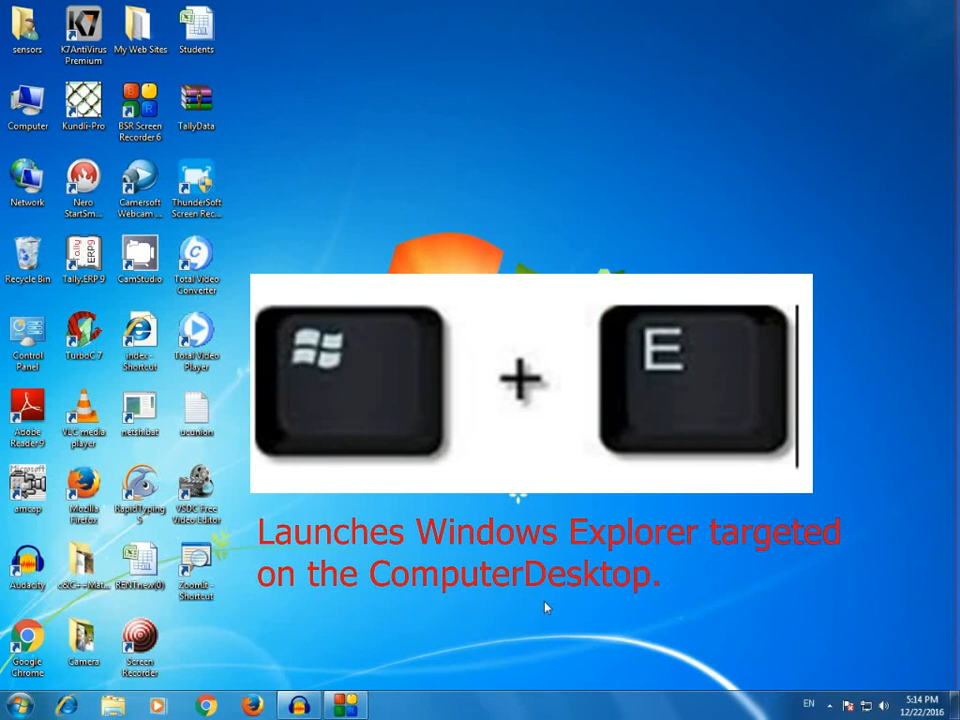 sensors
K7AntiVirus
Premium
My Web Sites
Students
Computer
Kundli-Pro
BSR Screen
Recorder 6
TallyData
Network
Nero
StartSm...
Camersoft
Webcam ...
ThunderSoft
Screen Rec...
Recycle Bin
Tally.ERP 9
CamStudio
Total Video
Converter
Control
Panel
TurboC 7
index -
Shortcut
Total Video
Player
Adobe
Reader 9
VLC media
player
netshibat
ucunion
amcap
Mozilla
Firefox
RapidTyping
5
VSDC Free
Video Editor
Audacity
c&C++Mat...
RENTnew(0)
ZoomIt -
Shortcut
Google
Chrome
Camera
Screen
Recorder
E
+
Launches Windows Explorer targeted
on the ComputerDesktop.
EN
5:14 PM
12/22/2016